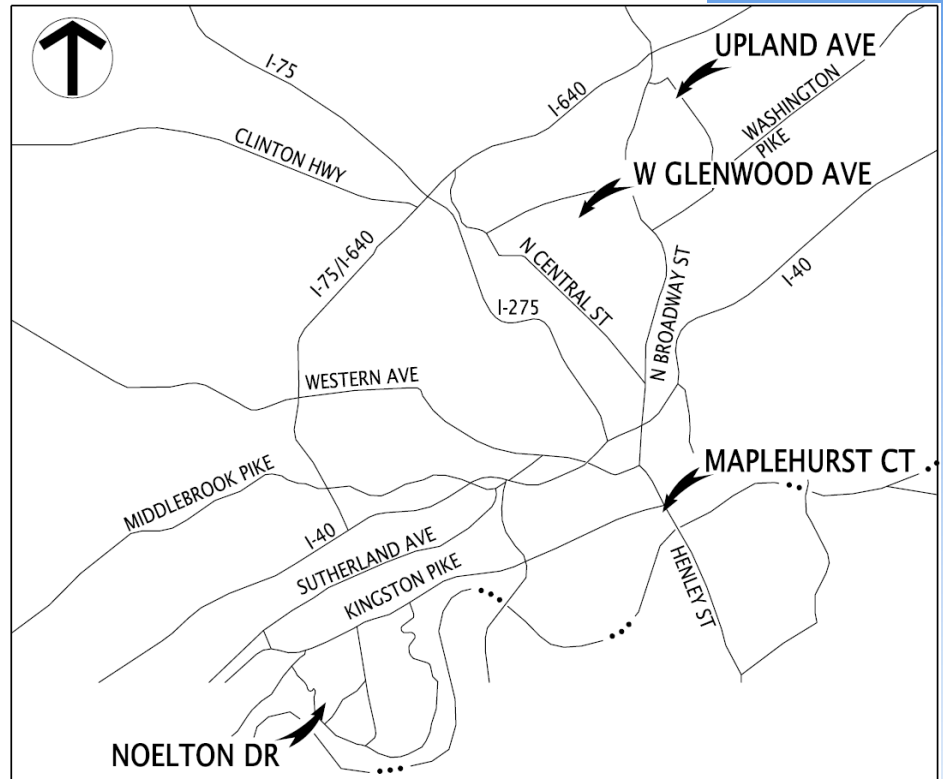 UPLAND AVE
I-75
I-640
WASHINGTON
PIKE
CLINTON HWY
W GLENWOOD AVE
I-75/I-640
N CENTRAL ST
I-40
I-275
N BROADWAY ST
WESTERN AVE
MAPLEHURST CT
MIDDLEBROOK PIKE
I-40
SUTHERLAND AVE
HENLEY ST
KINGSTON PIKE
NOELTON DR